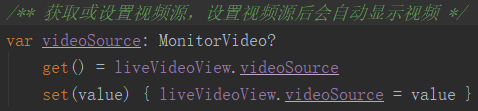 /** 获取或设置视频源，设置视频源后会自动显示视频 */
var videoSource: MonitorVideo?
get() = liveVideoView.videoSource
set(value) { liveVideoView.videoSource = value }